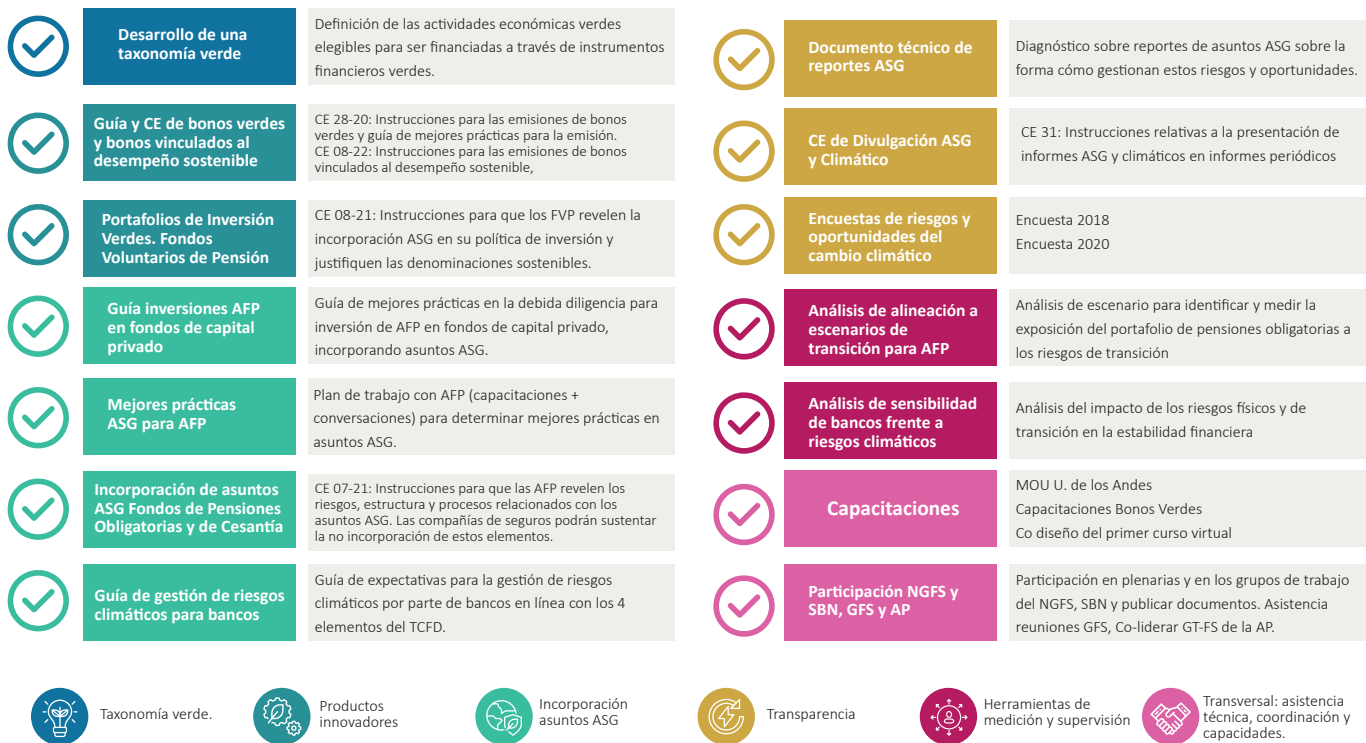 Desarrollo de una
taxonomía verde
Definición de las actividades económicas verdes
elegibles para ser financiadas a través de instrumentos
financieros verdes.
Guía y CE de bonos verdes
y bonos vinculados al
desempeño sostenible
CE 28-20: Instrucciones para las emisiones de bonos
verdes y guía de mejores prácticas para la emisión.
CE 08-22: Instrucciones para las emisiones de bonos
vinculados al desempeño sostenible,
Portafolios de Inversión
Verdes. Fondos
Voluntarios de Pensión
CE 08-21: Instrucciones para que los FVP revelen la
incorporación ASG en su política de inversión y
justifiquen las denominaciones sostenibles.
Guía inversiones AFP
en fondos de capital
privado
Guía de mejores prácticas en la debida diligencia para
inversión de AFP en fondos de capital privado,
incorporando asuntos ASG.
Mejores prácticas
ASG para AFP
Plan de trabajo con AFP (capacitaciones +
conversaciones) para determinar mejores prácticas en
asuntos ASG.
Incorporación de asuntos
ASG Fondos de Pensiones
Obligatorias y de Cesantía
CE 07-21: Instrucciones para que las AFP revelen los
riesgos, estructura y procesos relacionados con los
asuntos ASG. Las compañías de seguros podrán sustentar
la no incorporación de estos elementos.
Guía de gestión de riesgos
climáticos para bancos
Guía de expectativas para la gestión de riesgos
climáticos por parte de bancos en línea con los 4
elementos del TCFD.
Documento técnico de
reportes ASG
Diagnóstico sobre reportes de asuntos ASG sobre la
forma cómo gestionan estos riesgos y oportunidades.
CE de Divulgación ASG
y Climático
CE 31: Instrucciones relativas a la presentación de
informes ASG y climáticos en informes periódicos
Encuestas de riesgos y
oportunidades del
cambio climático
Encuesta 2018
Encuesta 2020
Análisis de alineación a
escenarios de
transición para AFP
Análisis de escenario para identificar y medir la
exposición del portafolio de pensiones obligatorias a
los riesgos de transición
Análisis de sensibilidad
de bancos frente a
riesgos climáticos
Análisis del impacto de los riesgos físicos y de
transición en la estabilidad financiera
Capacitaciones
MOU U. de los Andes
Capacitaciones Bonos Verdes
Co diseño del primer curso virtual
Participación NGFS y
SBN, GFS y AP
Participación en plenarias y en los grupos de trabajo
del NGFS, SBN y publicar documentos. Asistencia
reuniones GFS, Co-liderar GT-FS de la AP.
Taxonomía verde.
Productos
innovadores
Incorporación
asuntos ASG
Transparencia
Herramientas de
medición y supervisión
Transversal: asistencia
técnica, coordinación y
capacidades.